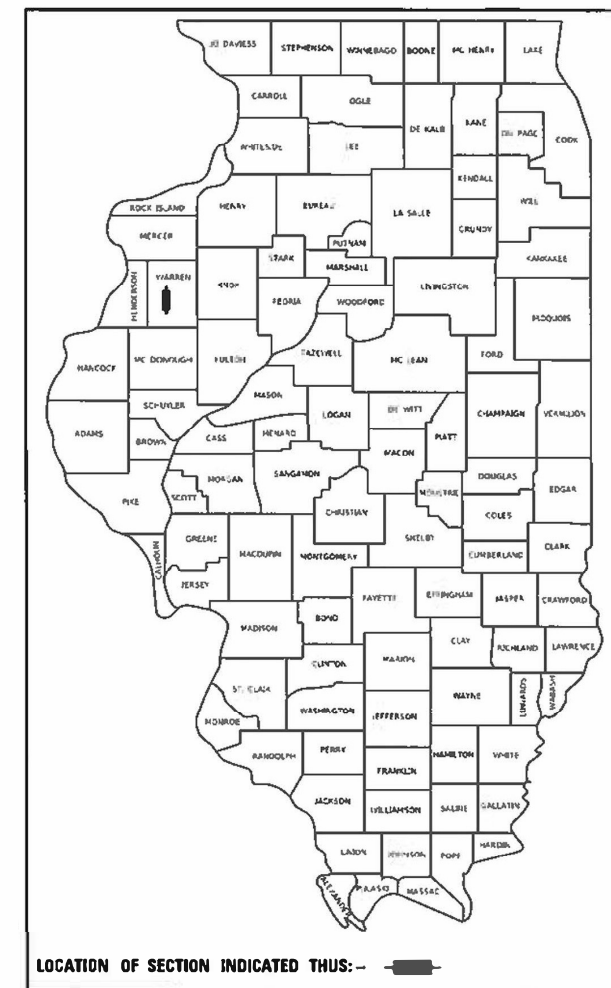 JO DAVIESS STEPHENSON WINNEBAGO BOONE MC HENRY LAKE
CARROLL OGLE DE KALB KANE DU PAGE COOK
WHITESIDE LEE
KENDALL WILL
ROCK ISLAND HENRY BUREAU LA SALLE GRUNDY
MERCER STARK PUTNAM MARSHALL KANKAKEE
HENDERSON WARREN KNOX PEORIA WOODFORD LIVINGSTON IROQUOIS
HANCOCK MC DONOUGH FULTON TAZEWELL MC LEAN FORD
SCHUYLER MASON LOGAN DE WITT CHAMPAIGN VERMILION
ADAMS BROWN CASS MENARD PIATT
MACON
PIKE SCOTT MORGAN SANGAMON MOULTRIE DOUGLAS EDGAR
CHRISTIAN COLES
CALHOUN GREENE MACOUPIN MONTGOMERY SHELBY CUMBERLAND CLARK
JERSEY FAYETTE EFFINGHAM JASPER CRAWFORD
MADISON BOND
CLAY RICHLAND LAWRENCE
CLINTON MARION
ST. CLAIR WAYNE EDWARDS WABASH
MONROE WASHINGTON JEFFERSON
RANDOLPH PERRY HAMILTON WHITE
FRANKLIN
JACKSON WILLIAMSON SALINE GALLATIN
UNION JOHNSON POPE HARDIN
ALEXANDER PULASKI MASSAC
LOCATION OF SECTION INDICATED THUS:-